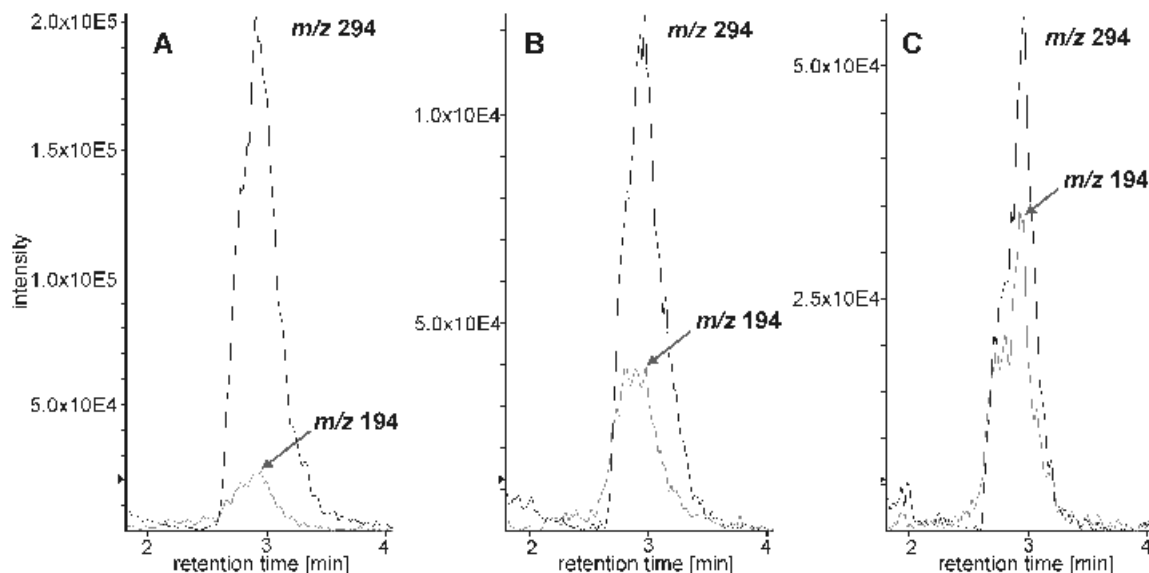 A
m/z 294
2.0x10E5
1.5x10E5
1.0x10E5
5.0x10E4
intensity
m/z 194
2
3
4
retention time [min]
B
m/z 294
1.0x10E4
5.0x10E4
m/z 194
2
3
4
retention time [min]
C
m/z 294
5.0x10E4
2.5x10E4
m/z 194
2
3
4
retention time [min]